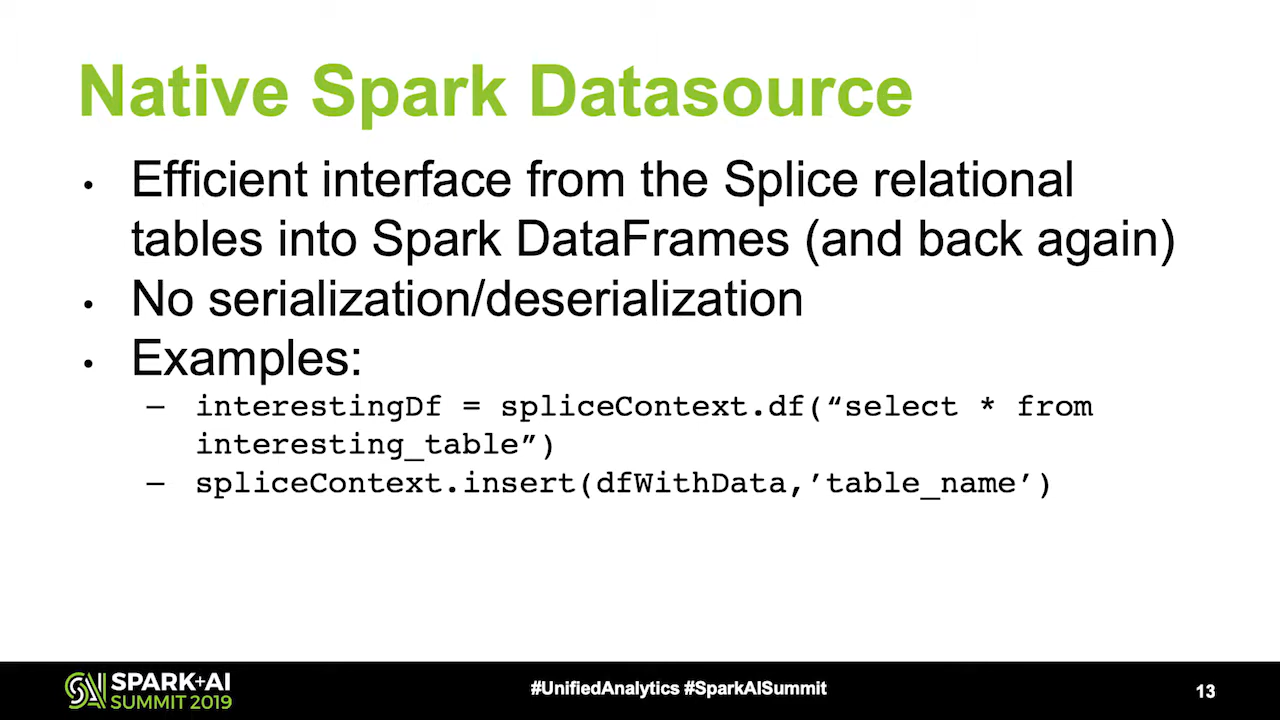 Native Spark Datasource
• Efficient interface from the Splice relational
tables into Spark DataFrames (and back again)
• No serialization/deserialization
• Examples:
– interestingDf = spliceContext.df(“select * from
interesting_table”)
– spliceContext.insert(dfWithData,’table_name’)
SPARK+AI
SUMMIT 2019
#UnifiedAnalytics #SparkAISummit
13